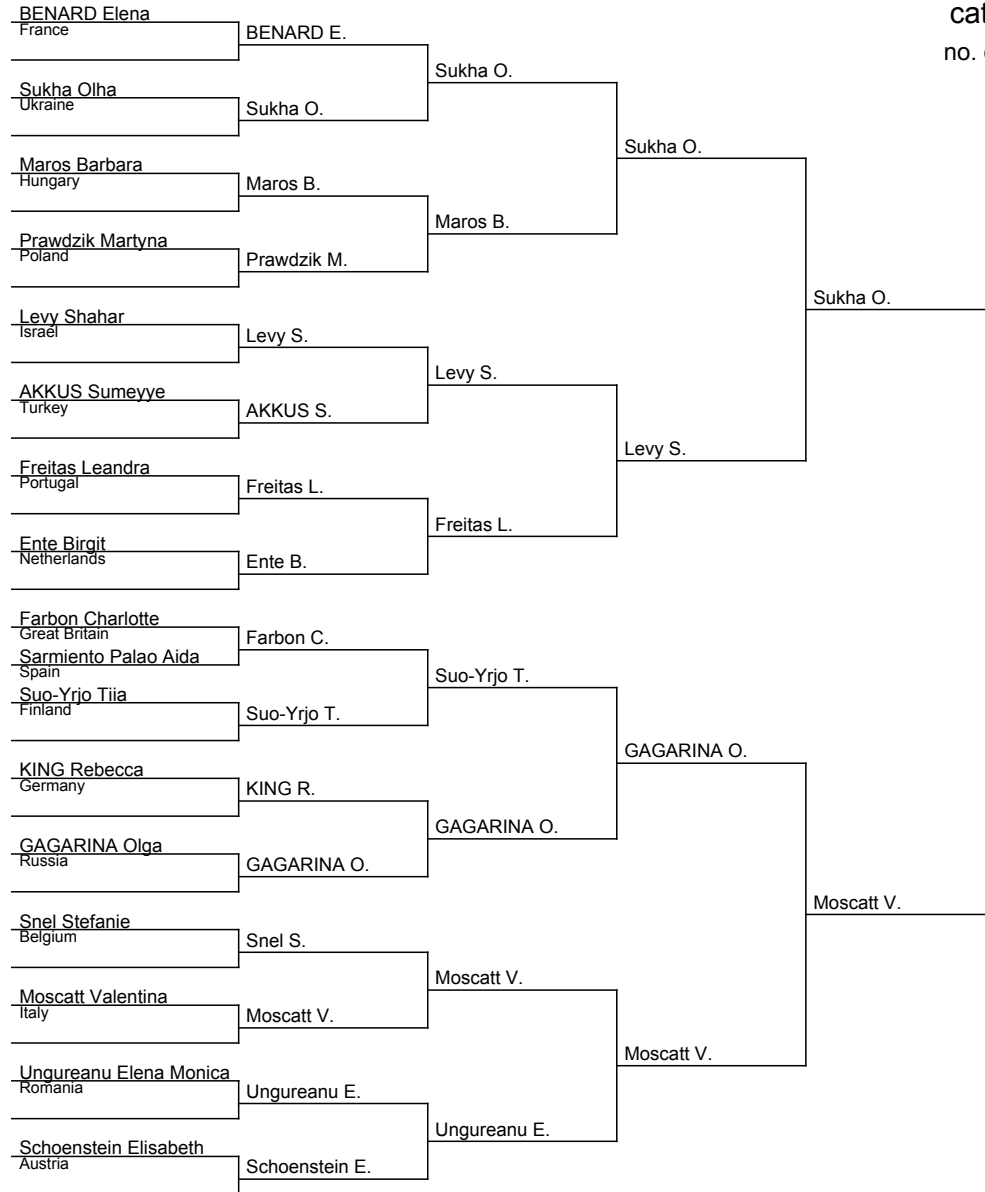 BENARD Elena
France
BENARD E.
Sukha O.
Sukha Olha
Ukraine
Sukha O.
Sukha O.
Maros Barbara
Hungary
Maros B.
Maros B.
Prawdzik Martyna
Poland
Prawdzik M.
Sukha O.
Levy Shahar
Israel
Levy S.
Levy S.
AKKUS Sumeyye
Turkey
AKKUS S.
Levy S.
Freitas Leandra
Portugal
Freitas L.
Freitas L.
Ente Birgit
Netherlands
Ente B.
Farbon Charlotte
Great Britain
Farbon C.
Sarmiento Palao Aida
Spain
Suo-Yrjo T.
Suo-Yrjo Tiia
Finland
Suo-Yrjo T.
GAGARINA O.
KING Rebecca
Germany
KING R.
GAGARINA O.
GAGARINA Olga
Russia
GAGARINA O.
Moscatt V.
Snel Stefanie
Belgium
Snel S.
Moscatt V.
Moscatt Valentina
Italy
Moscatt V.
Moscatt V.
Ungureanu Elena Monica
Romania
Ungureanu E.
Ungureanu E.
Schoenstein Elisabeth
Austria
Schoenstein E.
cat
no.